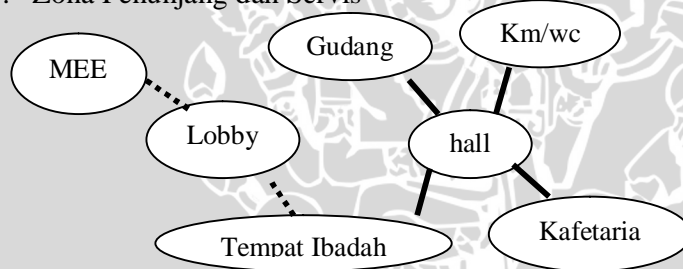 Zona Penunjang dan Servis
Gudang
Km/wc
MEE
Lobby
hall
Tempat Ibadah
Kafetaria